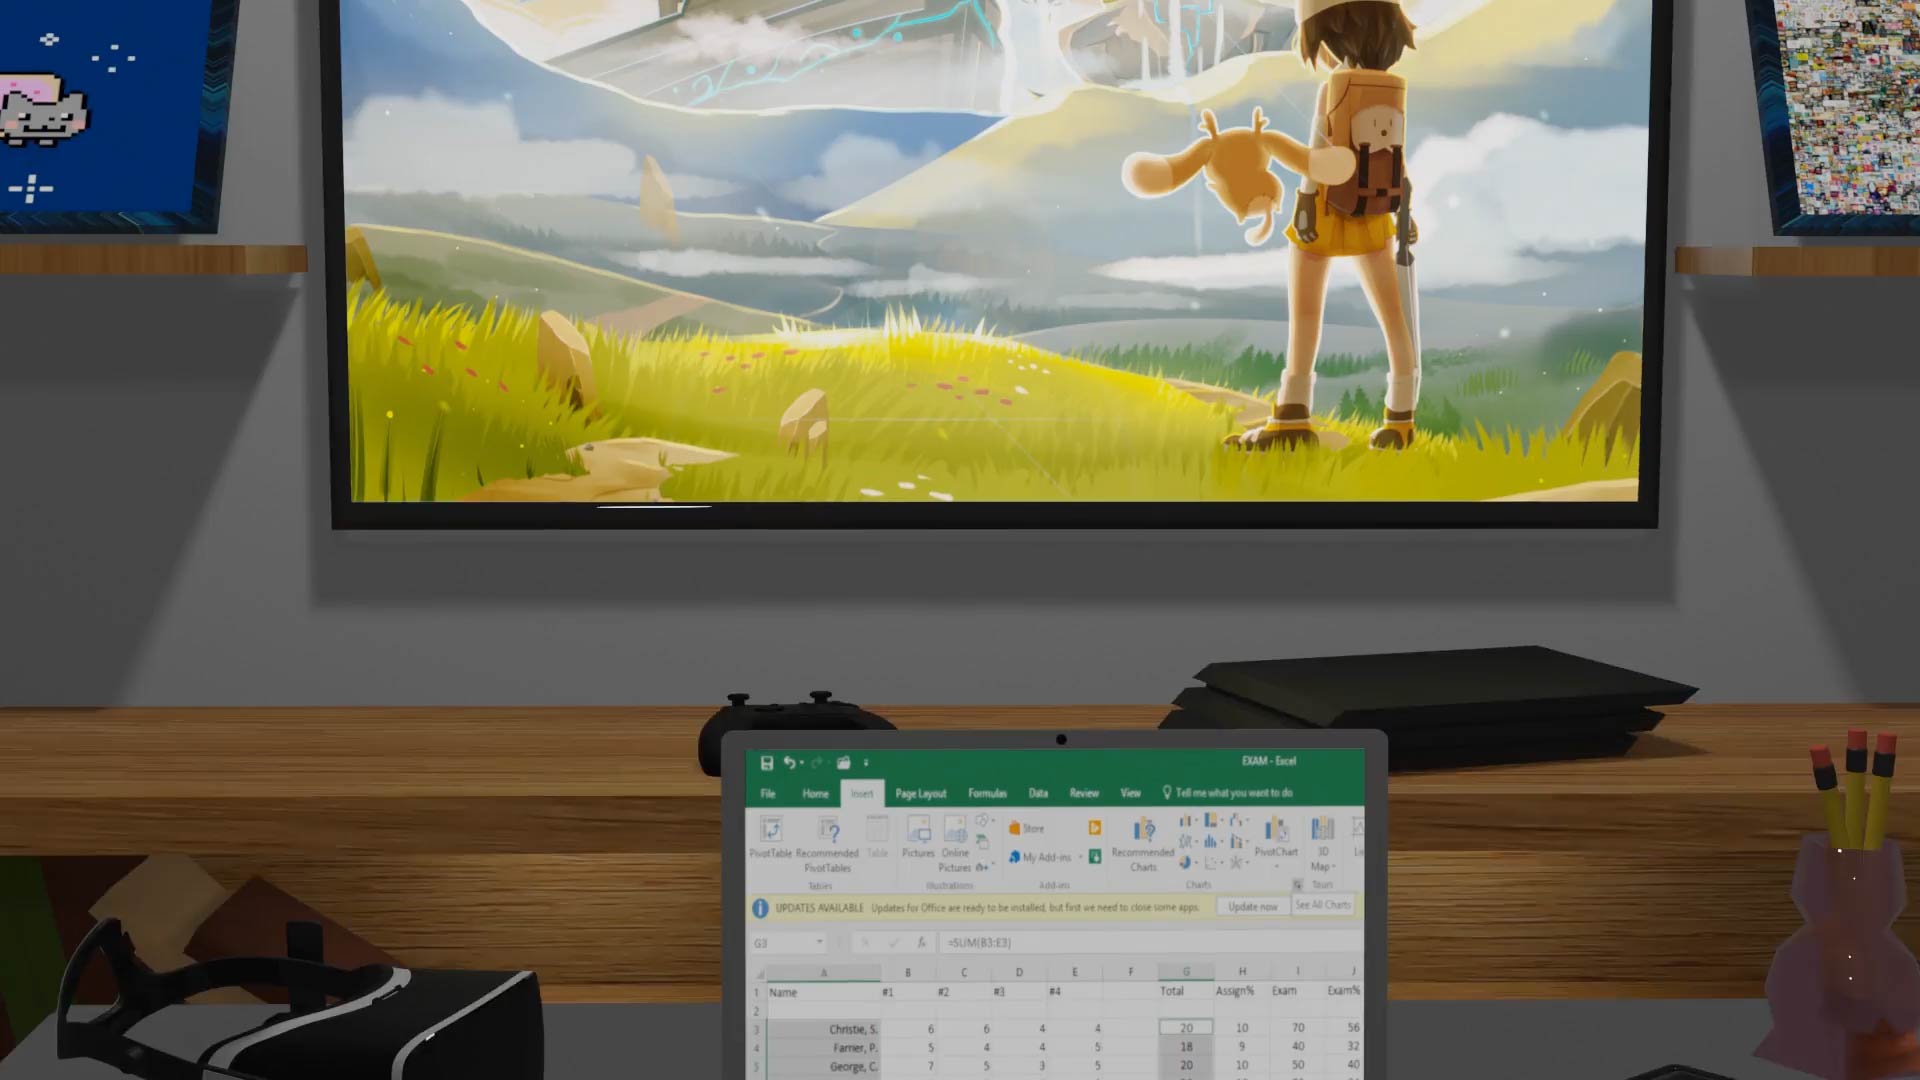 EXAM - Excel
File Home Insert Page Layout Formulas Data Review View Tell me what you want to do
PivotTable Recommended PivotTables Table Pictures Online Pictures Store My Add-ins Recommended Charts PivotChart 3D Map
Tables Illustrations Add-ins Charts Tours
UPDATES AVAILABLE Updates for Office are ready to be installed, but first we need to close some apps. Update now See All Charts
G3 fx =SUM(B3:E3)
A B C D E F G H I J
1 Name #1 #2 #3 #4 Total Assign% Exam Exam%
2
3 Christie, S. 6 6 4 4 20 10 70 56
4 Farrier, P. 5 4 4 5 18 9 40 32
5 George, C. 7 5 3 5 20 10 50 40